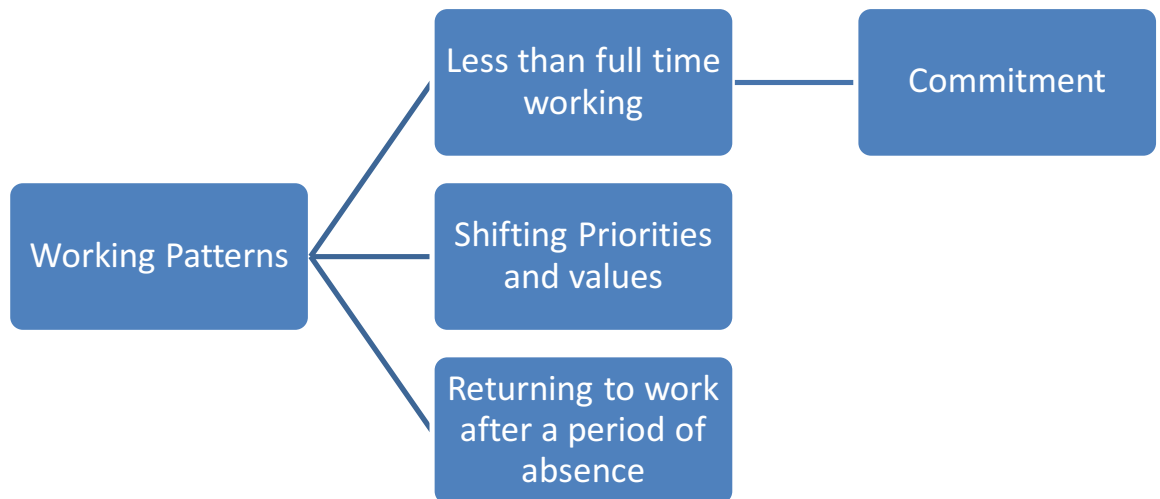 Less than full time
working
Commitment
Working Patterns
Shifting Priorities
and values
Returning to work
after a period of
absence